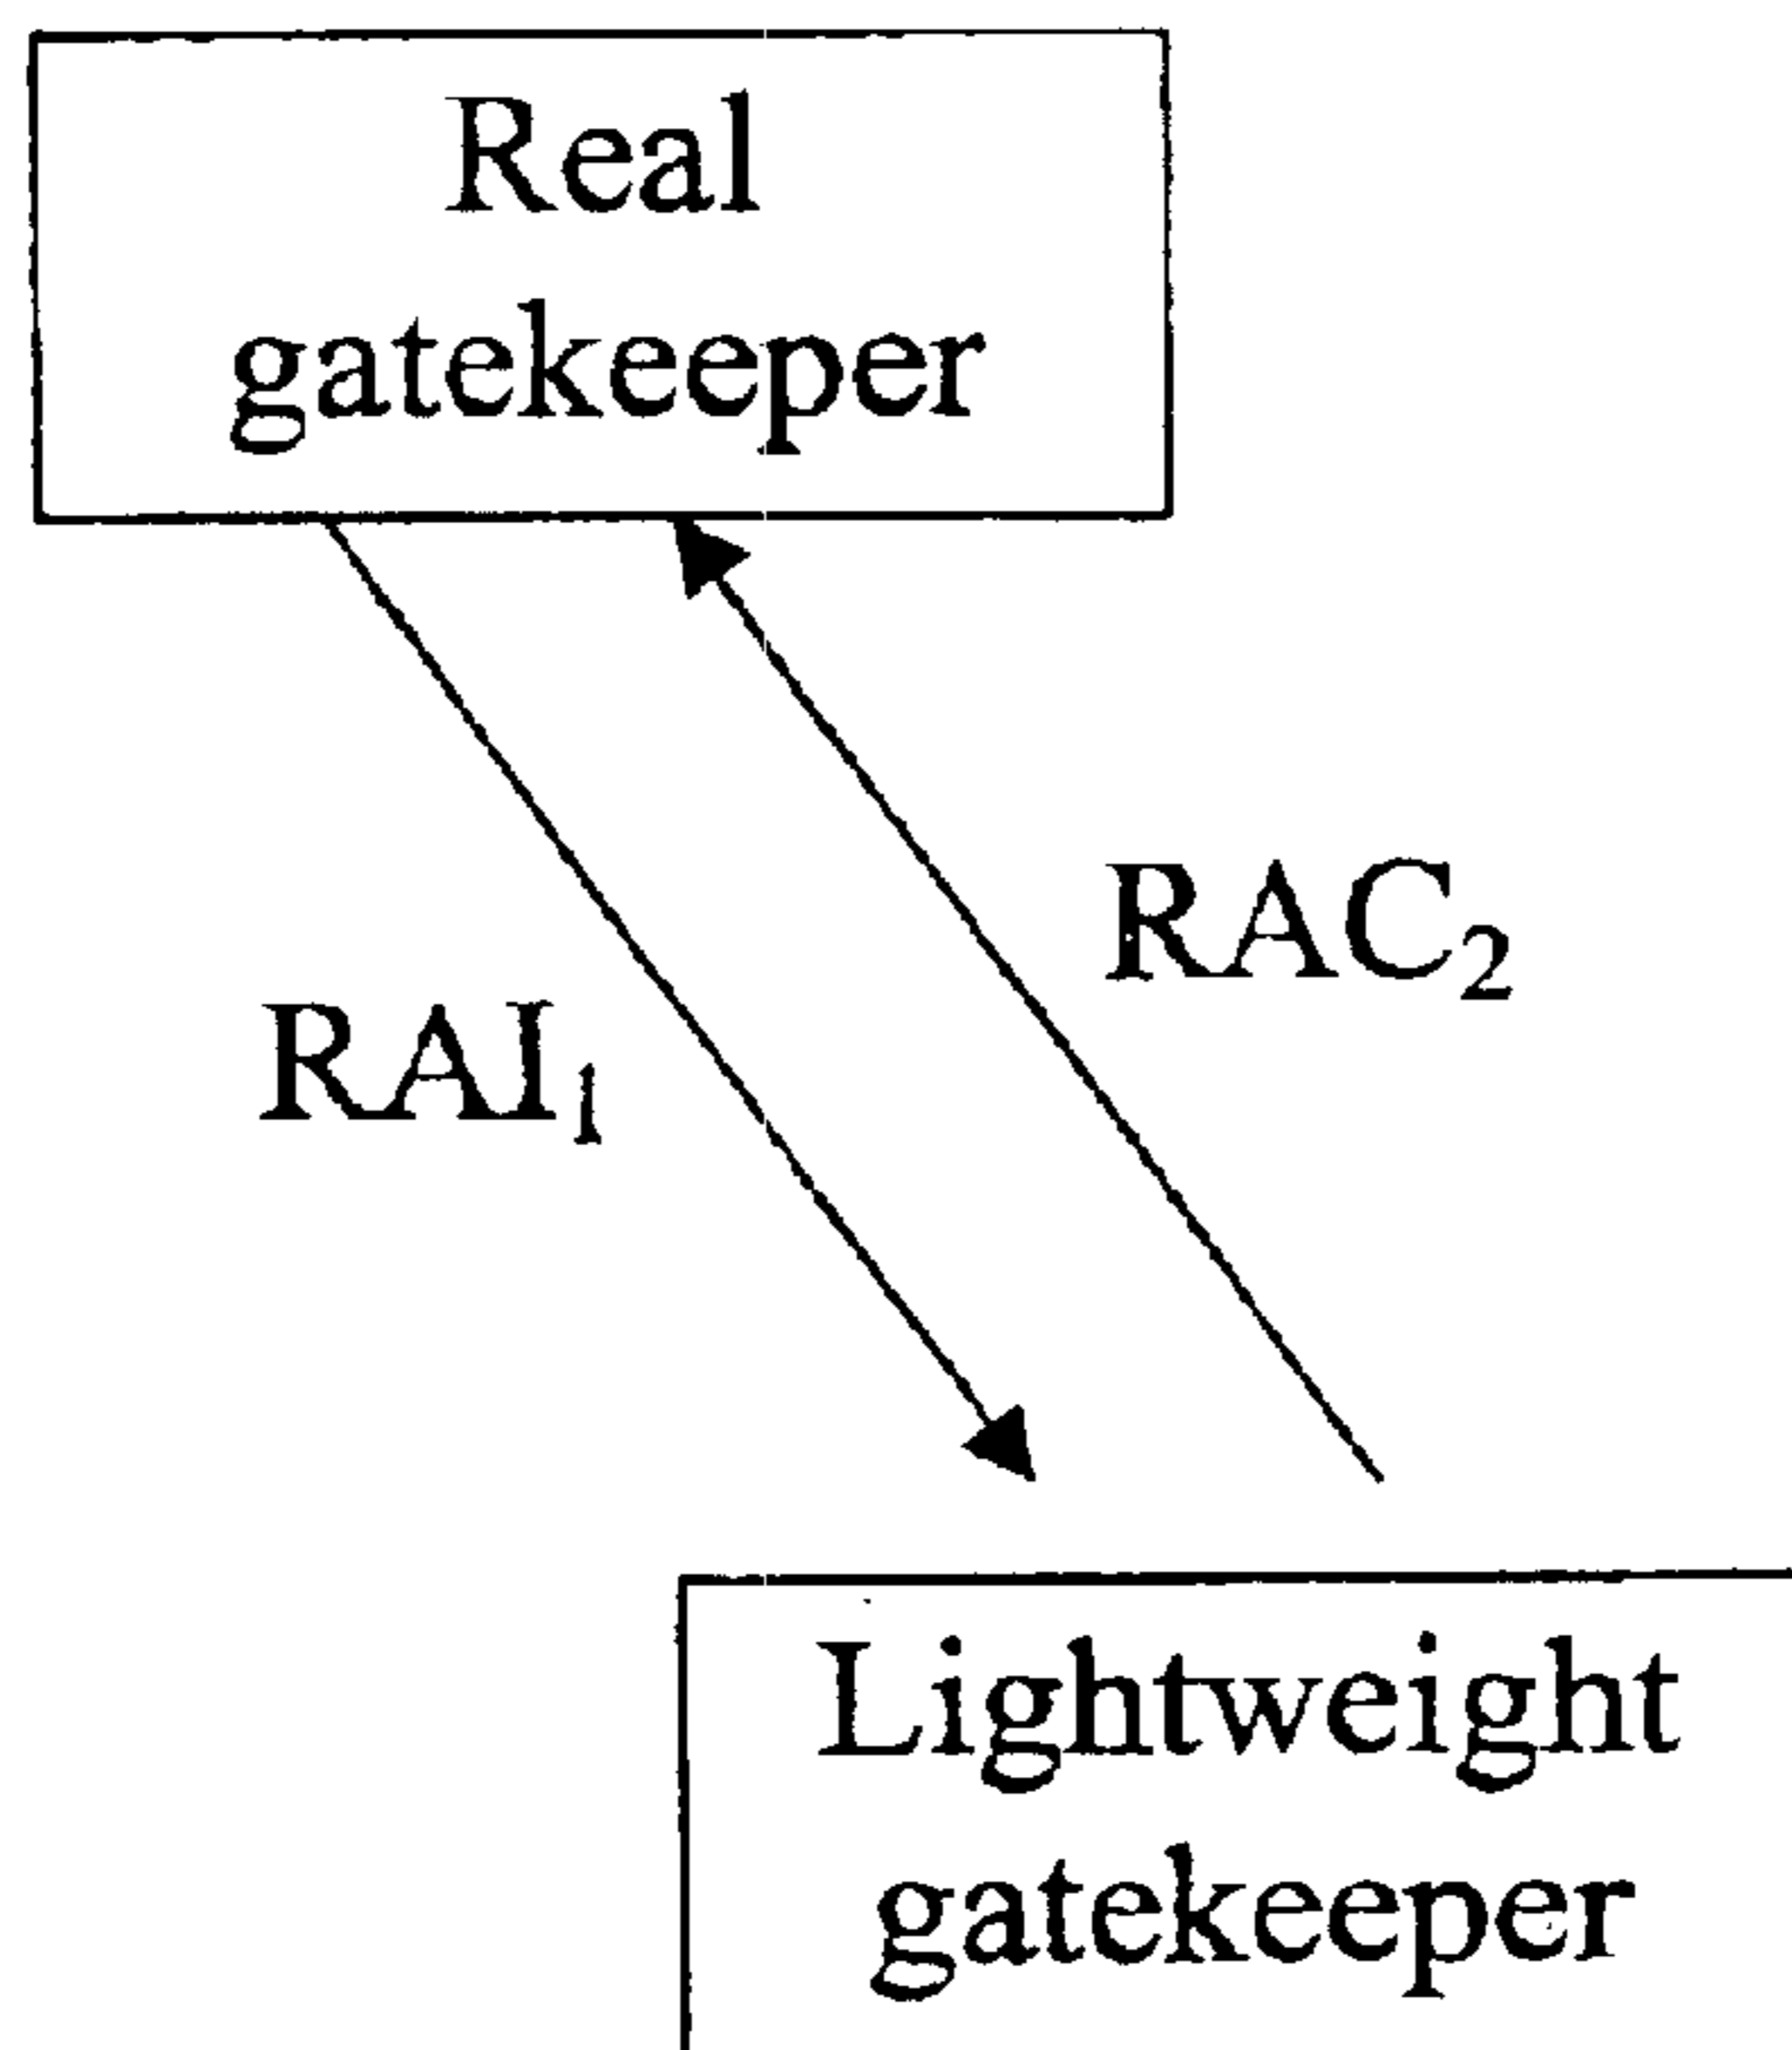 Real
gatekeeper
RAC₂
RAI₁
Lightweight
gatekeeper